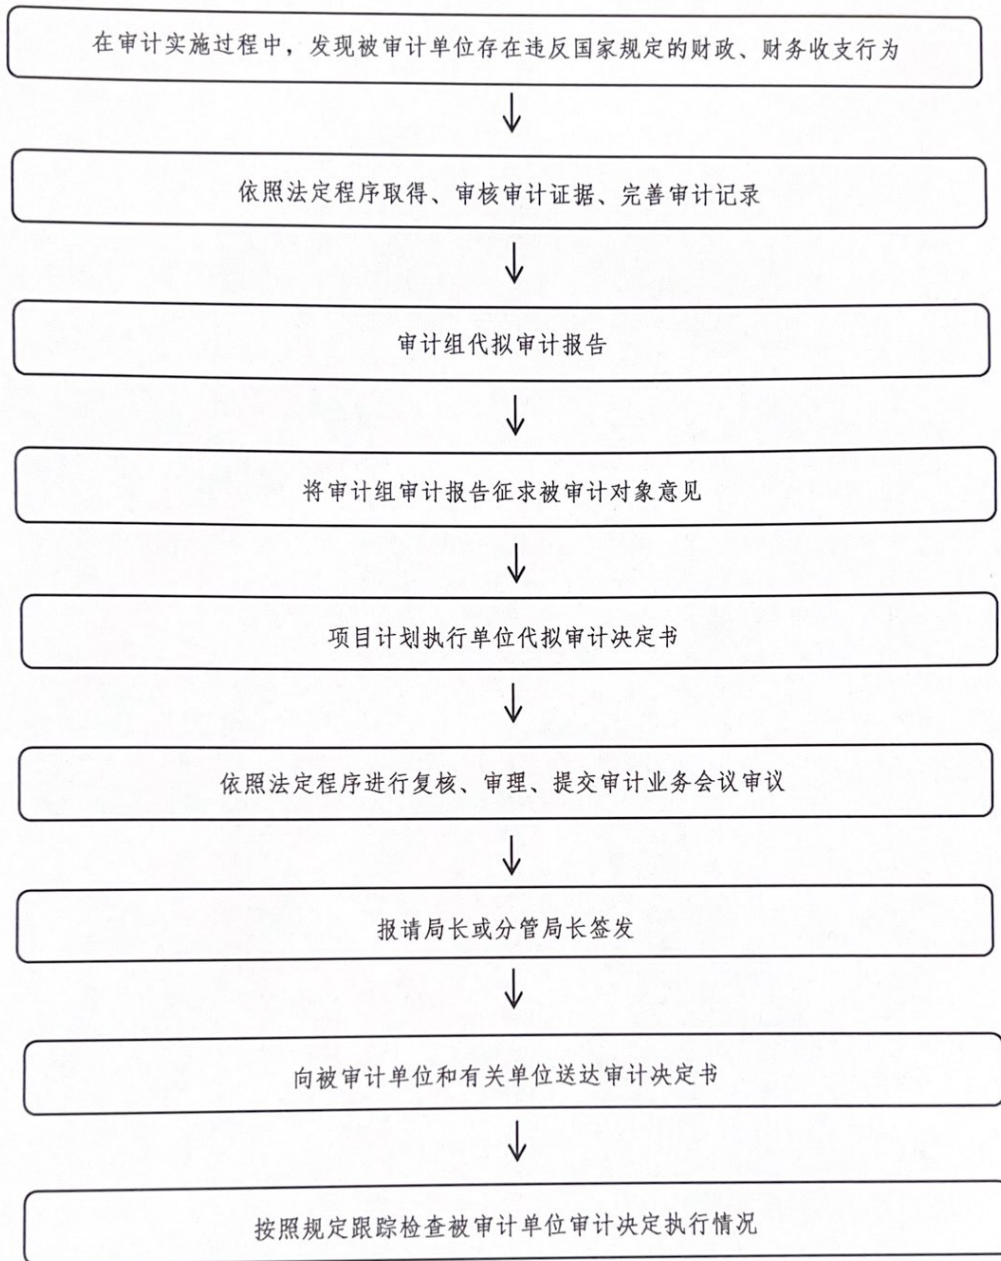 在审计实施过程中，发现被审计单位存在违反国家规定的财政、财务收支行为
依照法定程序取得、审核审计证据、完善审计记录
审计组代拟审计报告
将审计组审计报告征求被审计对象意见
项目计划执行单位代拟审计决定书
依照法定程序进行复核、审理、提交审计业务会议审议
报请局长或分管局长签发
向被审计单位和有关单位送达审计决定书
按照规定跟踪检查被审计单位审计决定执行情况